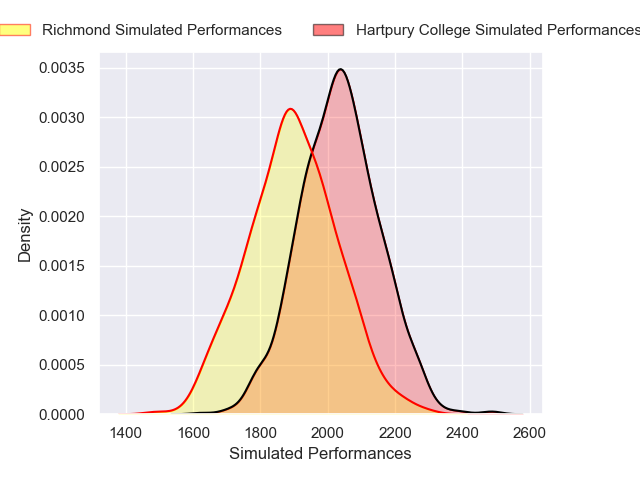 Richmond Simulated Performances
Hartpury College Simulated Performances
0.0035
0.0030
0.0025
0.0020
0.0015
0.0010
0.0005
0.0000
Density
1400 1600 1800 2000 2200 2400 2600
Simulated Performances